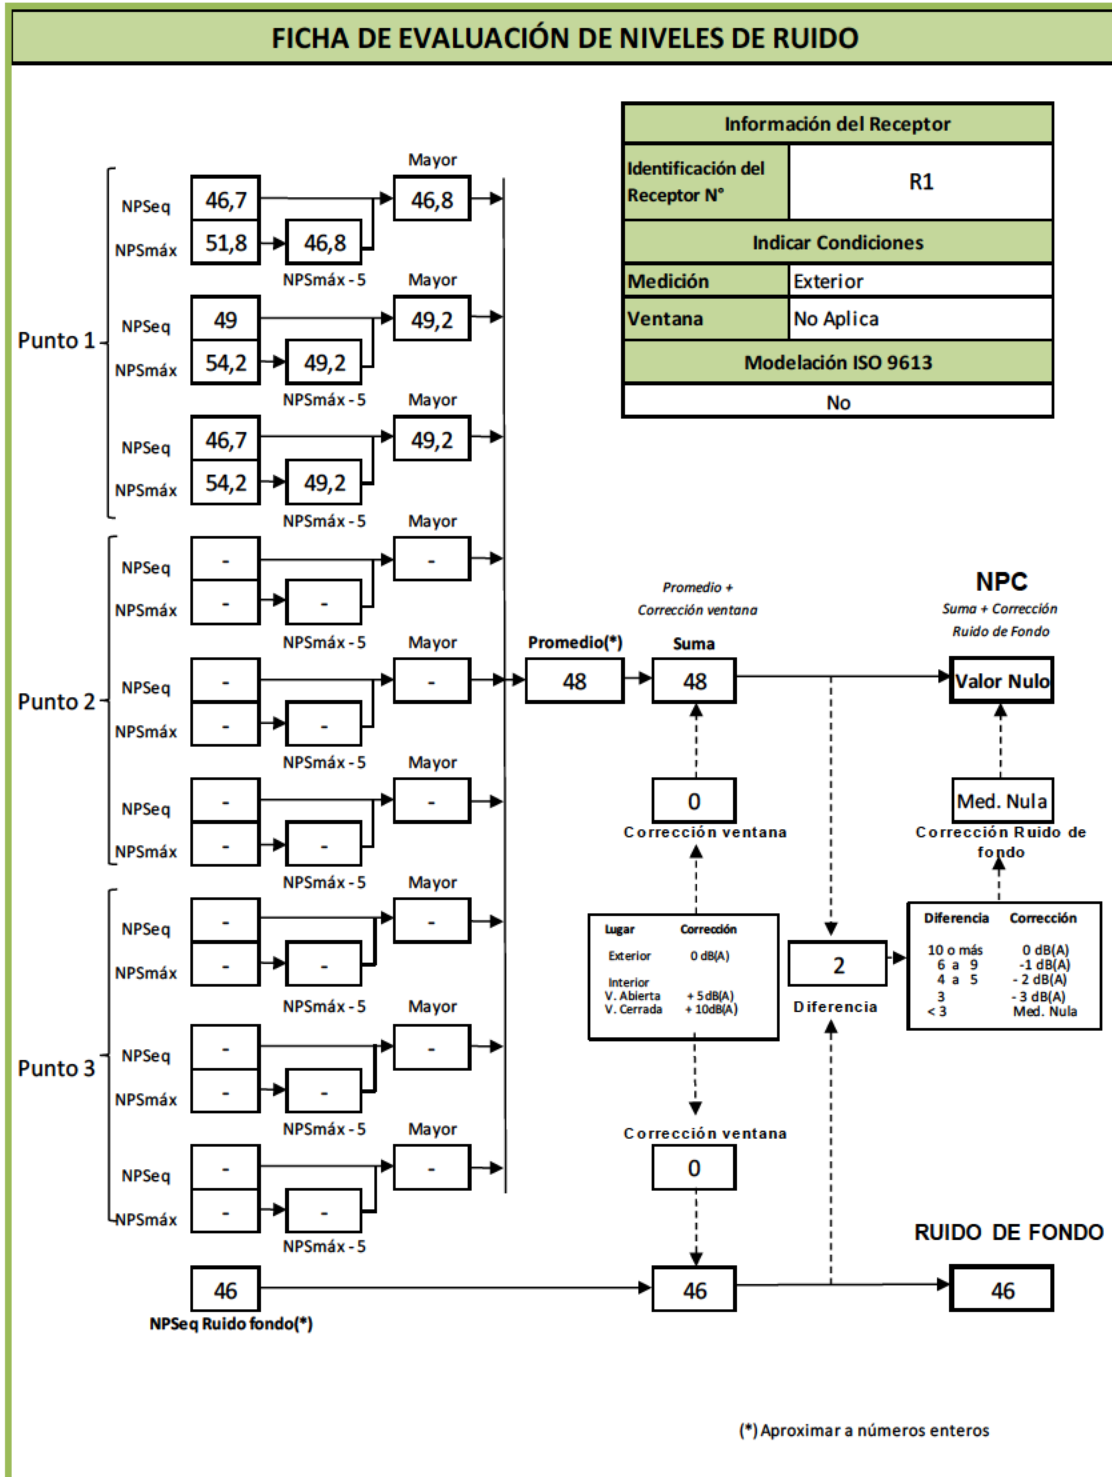 FICHA DE EVALUACIÓN DE NIVELES DE RUIDO
Información del Receptor
Identificación del
Receptor N°
R1
Indicar Condiciones
Medición
Exterior
Ventana
No Aplica
Modelación ISO 9613
No
Punto 1
Mayor
NPSeq
46,7
46,8
NPSmáx
51,8
46,8
NPSmáx - 5
Mayor
NPSeq
49
49,2
NPSmáx
54,2
49,2
NPSmáx - 5
Mayor
NPSeq
46,7
49,2
NPSmáx
54,2
49,2
NPSmáx - 5
Punto 2
Mayor
NPSeq
-
-
NPSmáx
-
-
NPSmáx - 5
Mayor
NPSeq
-
-
NPSmáx
-
-
NPSmáx - 5
Mayor
NPSeq
-
-
NPSmáx
-
-
NPSmáx - 5
Punto 3
Mayor
NPSeq
-
-
NPSmáx
-
-
NPSmáx - 5
Mayor
NPSeq
-
-
NPSmáx
-
-
NPSmáx - 5
Mayor
NPSeq
-
-
NPSmáx
-
-
NPSmáx - 5
46
NPSeq Ruido fondo(*)
Promedio(*)
48
Promedio +
Corrección ventana
Suma
48
0
Corrección ventana
Lugar Corrección
Exterior 0 dB(A)
Interior
V. Abierta + 5 dB(A)
V. Cerrada + 10dB(A)
Corrección ventana
0
46
2
Diferencia
NPC
Suma + Corrección
Ruido de Fondo
Valor Nulo
Med. Nula
Corrección Ruido de
fondo
Diferencia Corrección
10 o más 0 dB(A)
6 a 9 -1 dB(A)
4 a 5 - 2 dB(A)
3 - 3 dB(A)
< 3 Med. Nula
RUIDO DE FONDO
46
(*) Aproximar a números enteros